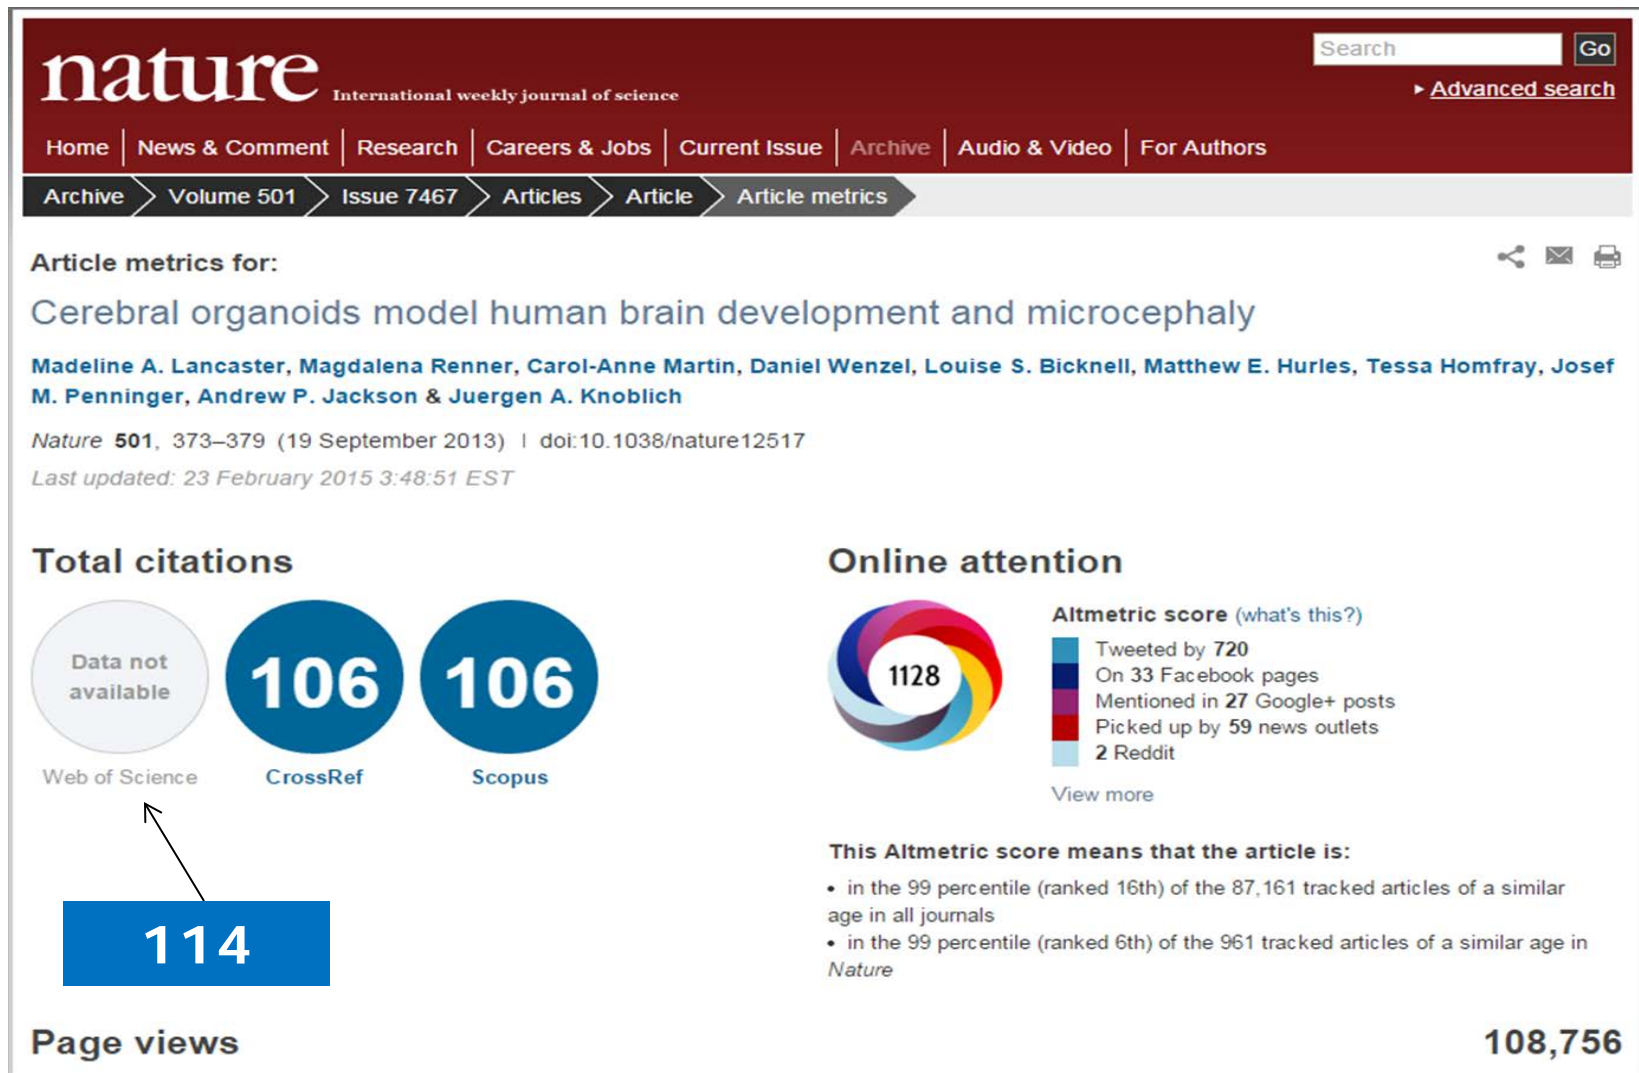 nature International weekly journal of science
Search Go
▸ Advanced search
Home | News & Comment | Research | Careers & Jobs | Current Issue | Archive | Audio & Video | For Authors
Archive Volume 501 Issue 7467 Articles Article Article metrics
Article metrics for:
Cerebral organoids model human brain development and microcephaly
Madeline A. Lancaster, Magdalena Renner, Carol-Anne Martin, Daniel Wenzel, Louise S. Bicknell, Matthew E. Hurles, Tessa Homfray, Josef
M. Penninger, Andrew P. Jackson & Juergen A. Knoblich
Nature 501, 373–379 (19 September 2013) | doi:10.1038/nature12517
Last updated: 23 February 2015 3:48:51 EST
Total citations
Data not
available
Web of Science
106
CrossRef
106
Scopus
114
Online attention
1128
Altmetric score (what's this?)
Tweeted by 720
On 33 Facebook pages
Mentioned in 27 Google+ posts
Picked up by 59 news outlets
2 Reddit
View more
This Altmetric score means that the article is:
• in the 99 percentile (ranked 16th) of the 87,161 tracked articles of a similar
age in all journals
• in the 99 percentile (ranked 6th) of the 961 tracked articles of a similar age in
Nature
Page views 108,756